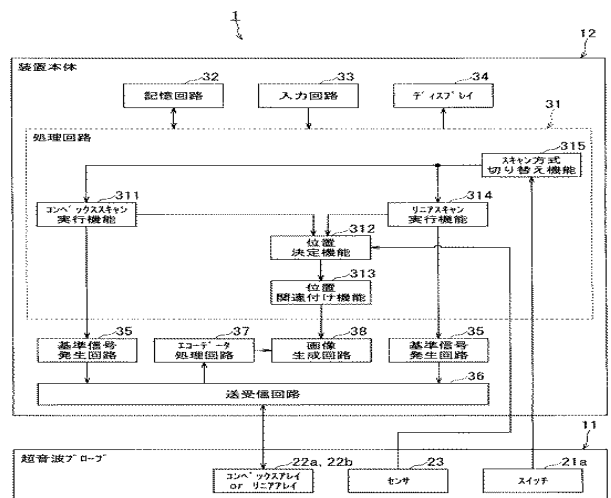 1
12
装置本体
32
33
34
記憶回路
入力回路
ディスプレイ
31
処理回路
315
スキャン方式
切り替え機能
311
314
コンベックススキャン
実行機能
リニアスキャン
実行機能
312
位置
決定機能
313
位置
関連付け機能
35
37
38
35
基準信号
発生回路
エコーデータ
処理回路
画像
生成回路
基準信号
発生回路
36
送受信回路
11
超音波プローブ
22a、22b
23
21a
コンベックスアレイ
or リニアアレイ
センサ
スイッチ